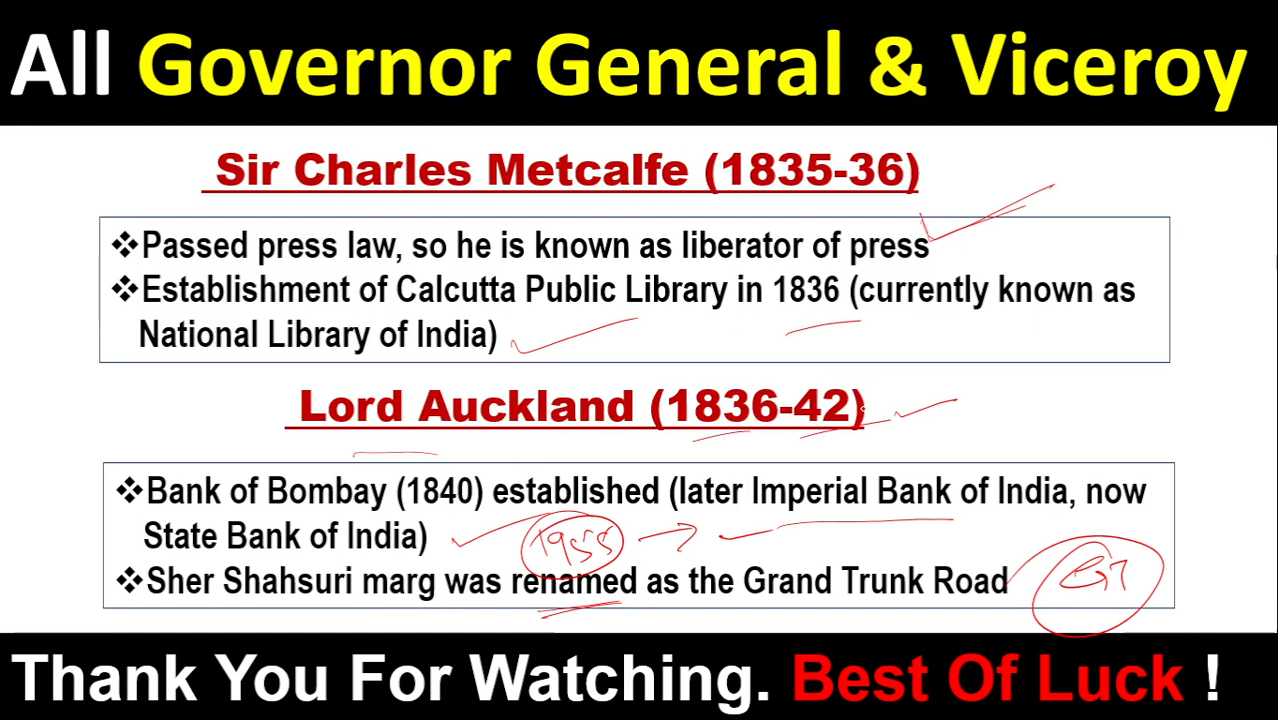 All Governor General & Viceroy
Sir Charles Metcalfe (1835-36)
❖Passed press law, so he is known as liberator of press
❖Establishment of Calcutta Public Library in 1836 (currently known as
National Library of India)
Lord Auckland (1836-42)
❖Bank of Bombay (1840) established (later Imperial Bank of India, now
State Bank of India)
1955 →
❖Sher Shahsuri marg was renamed as the Grand Trunk Road
GT
Thank You For Watching. Best Of Luck !